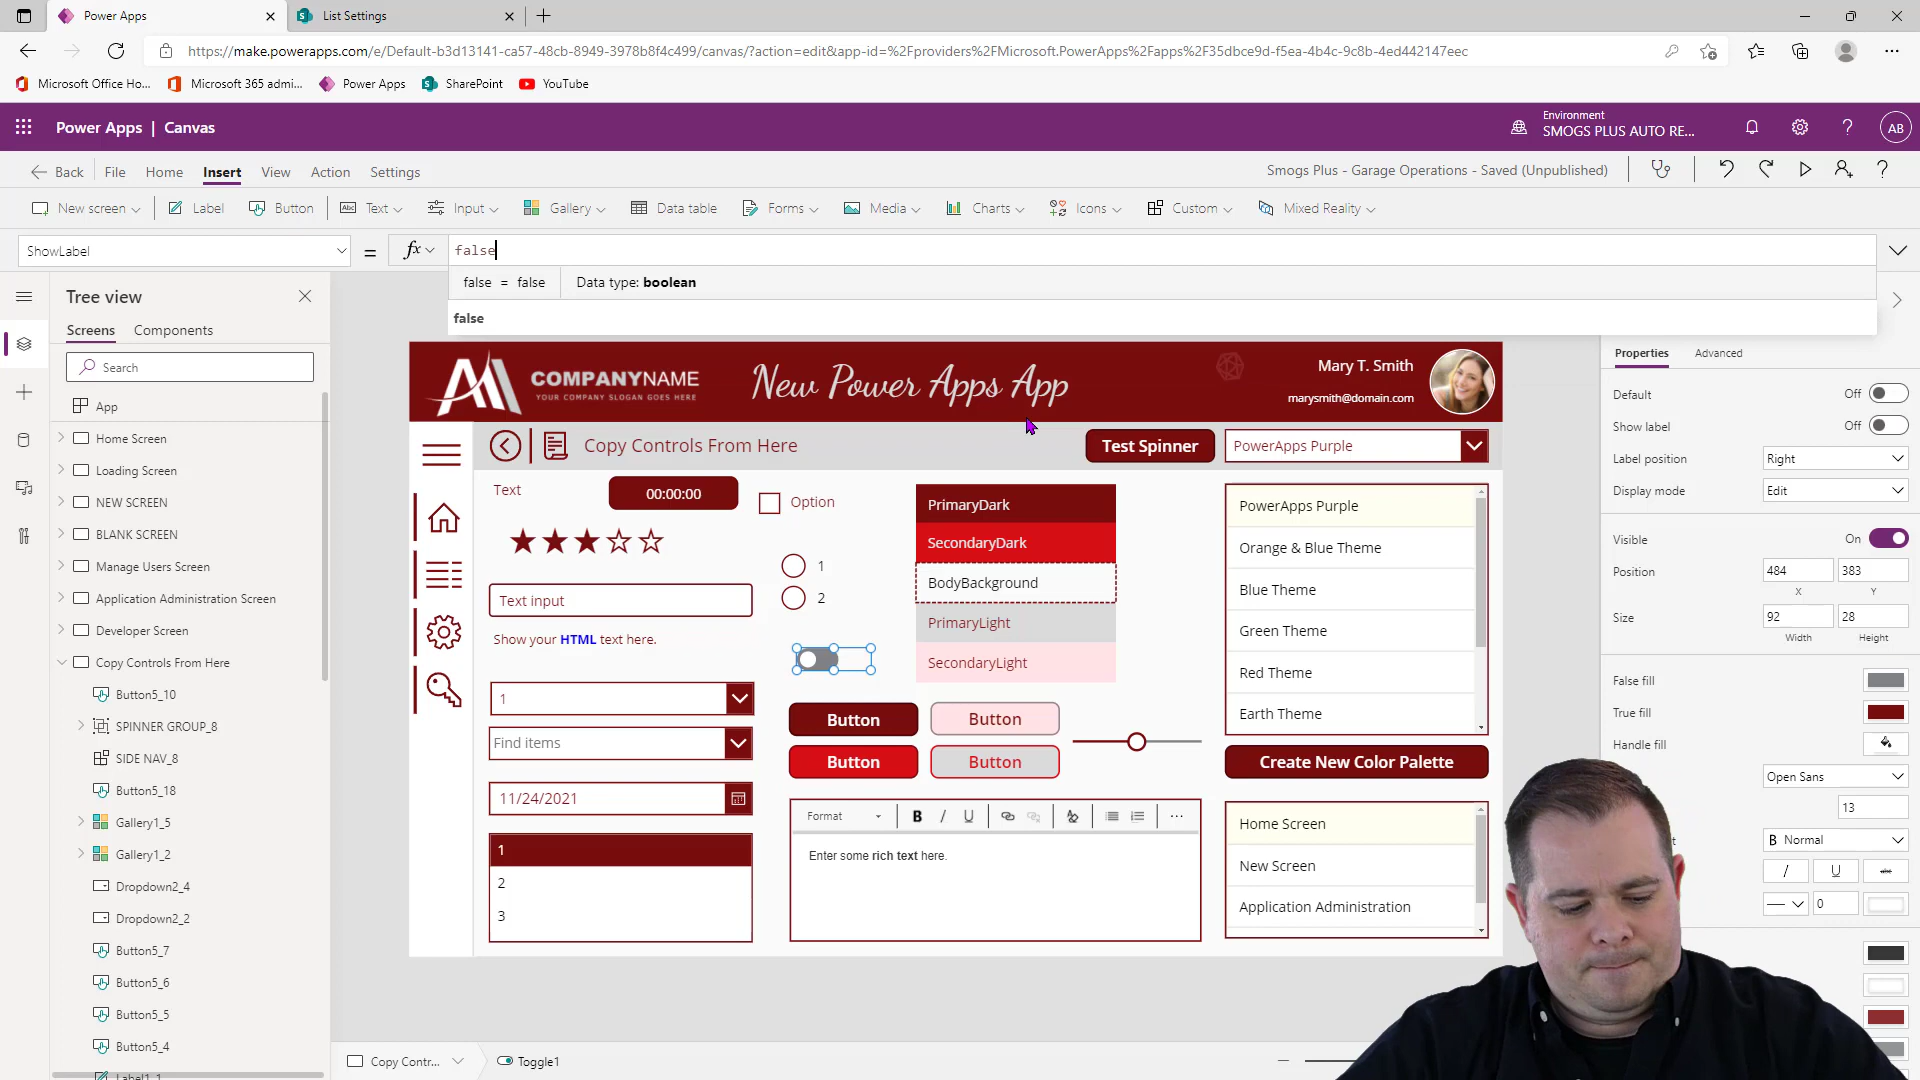 Power Apps
List Settings
https://make.powerapps.com/e/Default-b3d13141-ca57-48cb-8949-3978b8f4c499/canvas/?action=edit&app-id=%2Fproviders%2FMicrosoft.PowerApps%2Fapps%2F35dbce9d-f5ea-4b4c-9c8b-4ed442147eec
Microsoft Office Ho... Microsoft 365 admi... Power Apps SharePoint YouTube
Power Apps | Canvas
Environment
SMOGS PLUS AUTO RE...
AB
Back File Home Insert View Action Settings
Smogs Plus - Garage Operations - Saved (Unpublished)
New screen Label Button Text Input Gallery Data table Forms Media Charts Icons Custom Mixed Reality
ShowLabel = fx false
false = false Data type: boolean
false
Tree view
Screens Components
Search
App
Home Screen
Loading Screen
NEW SCREEN
BLANK SCREEN
Manage Users Screen
Application Administration Screen
Developer Screen
Copy Controls From Here
Button5_10
SPINNER GROUP_8
SIDE NAV_8
Button5_18
Gallery1_5
Gallery1_2
Dropdown2_4
Dropdown2_2
Button5_7
Button5_6
Button5_5
Button5_4
Label1_1
COMPANYNAME
YOUR COMPANY SLOGAN GOES HERE
New Power Apps App
Mary T. Smith
marysmith@domain.com
Copy Controls From Here
Test Spinner
PowerApps Purple
Text
00:00:00
Option
Text input
Show your HTML text here.
1
2
1
Find items
11/24/2021
1
2
3
PrimaryDark
SecondaryDark
BodyBackground
PrimaryLight
SecondaryLight
Button Button
Button Button
Format B I U ...
Enter some rich text here.
PowerApps Purple
Orange & Blue Theme
Blue Theme
Green Theme
Red Theme
Earth Theme
Create New Color Palette
Home Screen
New Screen
Application Administration
Properties Advanced
Default Off
Show label Off
Label position Right
Display mode Edit
Visible On
Position 484 383
X Y
Size 92 28
Width Height
False fill
True fill
Handle fill
Open Sans
13
B Normal
/ U abc
0
Copy Contr... Toggle1